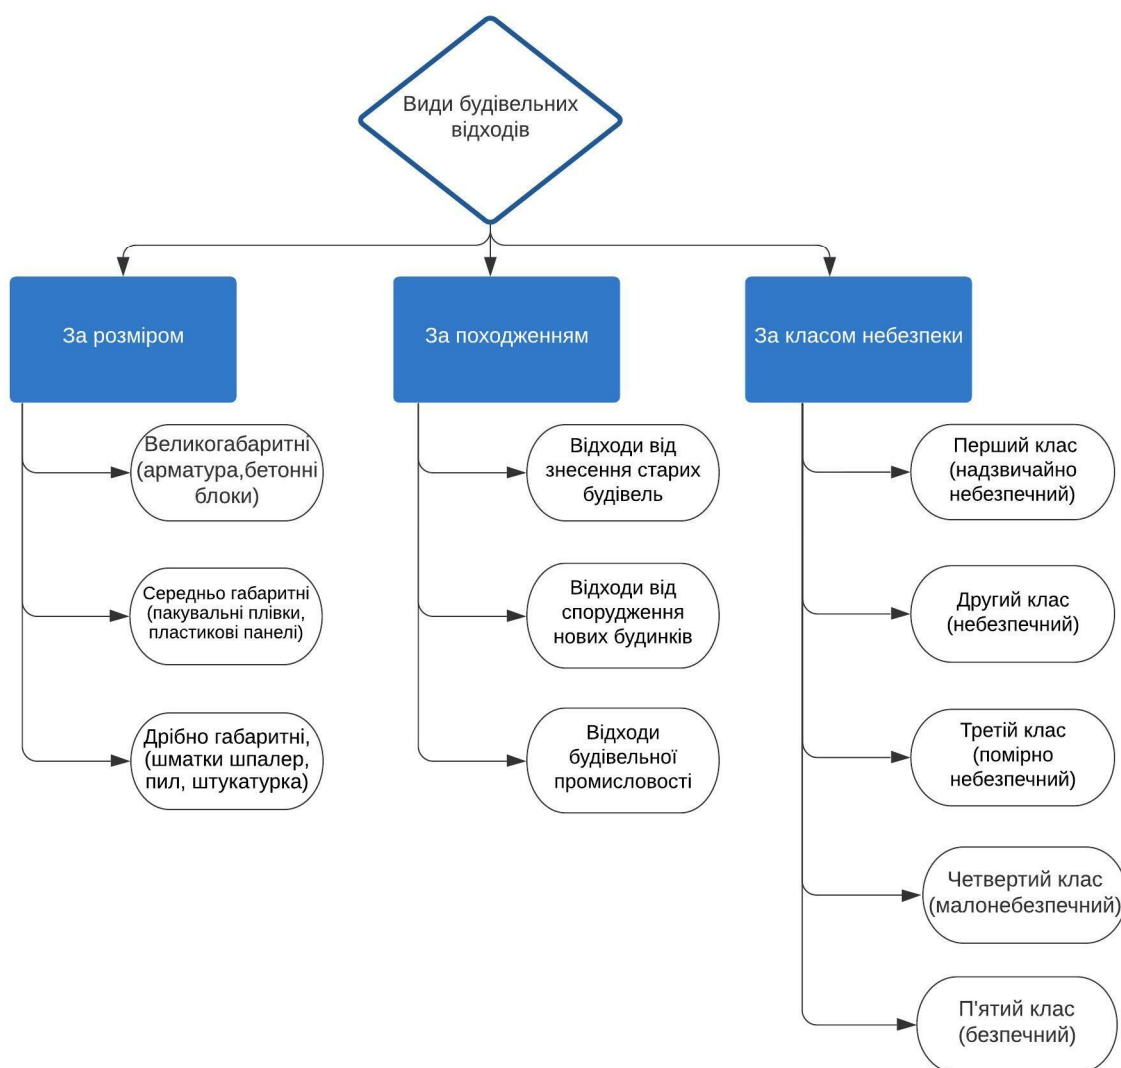 Види будівельних
відходів
За розміром
За походженням
За класом небезпеки
Великогабаритні
(арматура,бетонні
блоки)
Середньо габаритні
(пакувальні плівки,
пластикові панелі)
Дрібно габаритні,
(шматки шпалер,
пил, штукатурка)
Відходи від
знесення старих
будівель
Відходи від
спорудження
нових будинків
Відходи
будівельної
промисловості
Перший клас
(надзвичайно
небезпечний)
Другий клас
(небезпечний)
Третій клас
(помірно
небезпечний)
Четвертий клас
(малонебезпечний)
П'ятий клас
(безпечний)